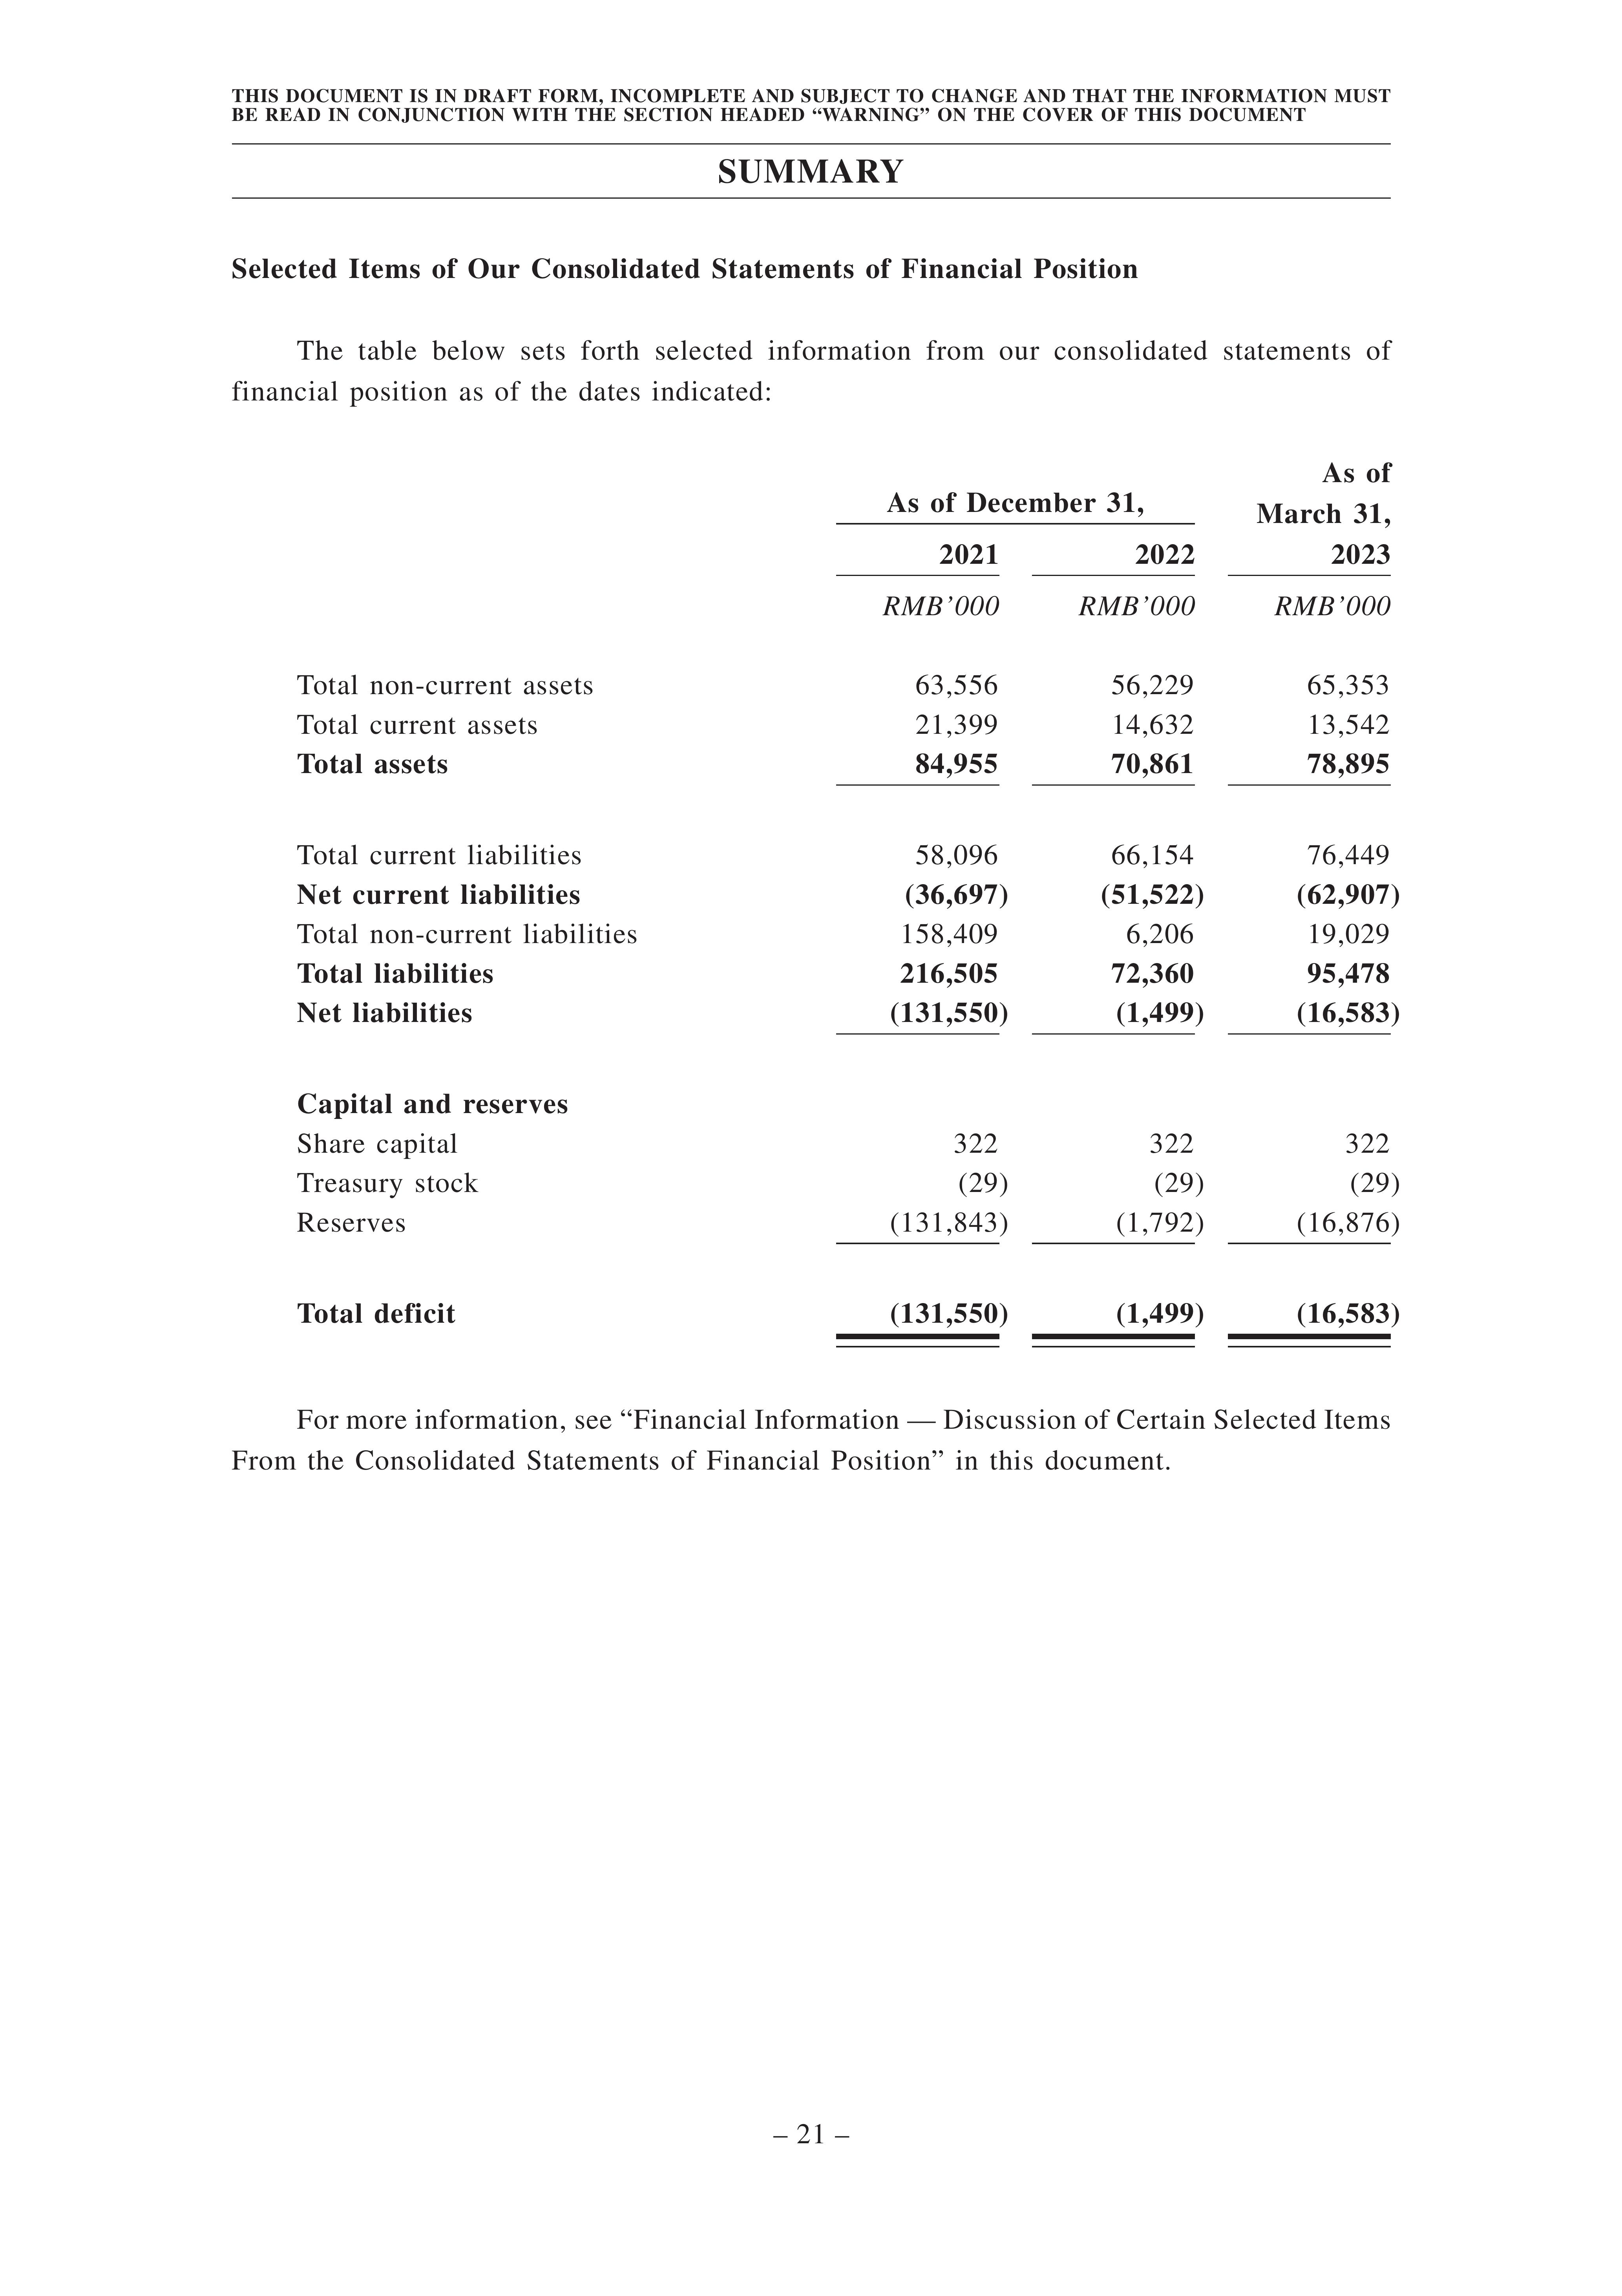 THIS DOCUMENT IS IN DRAFT FORM, INCOMPLETE AND SUBJECT TO CHANGE AND THAT THE INFORMATION MUST
BE READ IN CONJUNCTION WITH THE SECTION HEADED “WARNING” ON THE COVER OF THIS DOCUMENT
SUMMARY
Selected Items of Our Consolidated Statements of Financial Position
The table below sets forth selected information from our consolidated statements of
financial position as of the dates indicated:
As of December 31, As of
March 31,
2021 2022 2023
RMB’000 RMB’000 RMB’000
Total non-current assets 63,556 56,229 65,353
Total current assets 21,399 14,632 13,542
Total assets 84,955 70,861 78,895
Total current liabilities 58,096 66,154 76,449
Net current liabilities (36,697) (51,522) (62,907)
Total non-current liabilities 158,409 6,206 19,029
Total liabilities 216,505 72,360 95,478
Net liabilities (131,550) (1,499) (16,583)
Capital and reserves
Share capital 322 322 322
Treasury stock (29) (29) (29)
Reserves (131,843) (1,792) (16,876)
Total deficit (131,550) (1,499) (16,583)
For more information, see “Financial Information — Discussion of Certain Selected Items
From the Consolidated Statements of Financial Position” in this document.
– 21 –